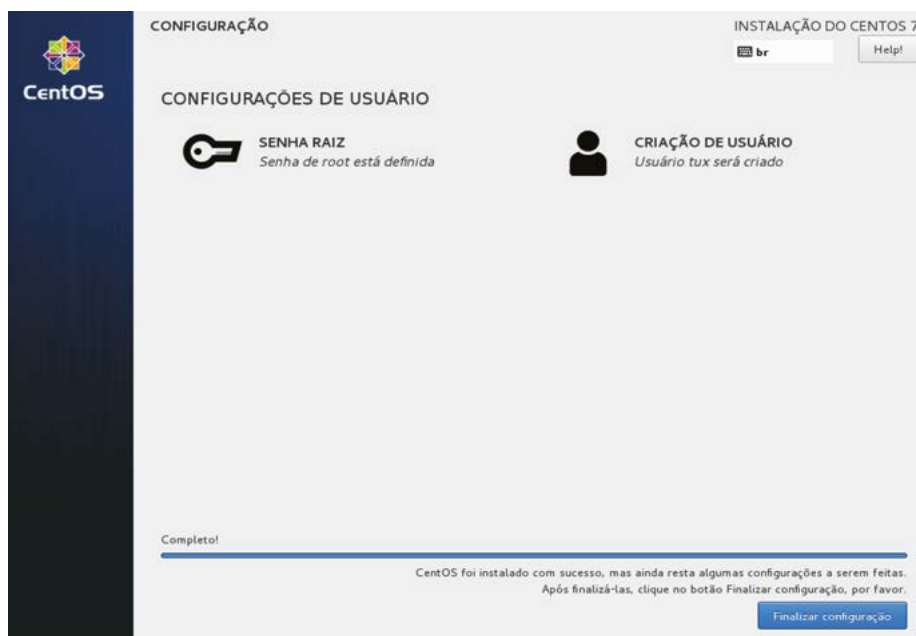 CONFIGURAÇÃO
INSTALAÇÃO DO CENTOS 7
br
Help!
CentOS
CONFIGURAÇÕES DE USUÁRIO
SENHA RAIZ
Senha de root está definida
CRIAÇÃO DE USUÁRIO
Usuário tux será criado
Completo!
CentOS foi instalado com sucesso, mas ainda resta algumas configurações a serem feitas.
Após finalizá-las, clique no botão Finalizar configuração, por favor.
Finalizar configuração